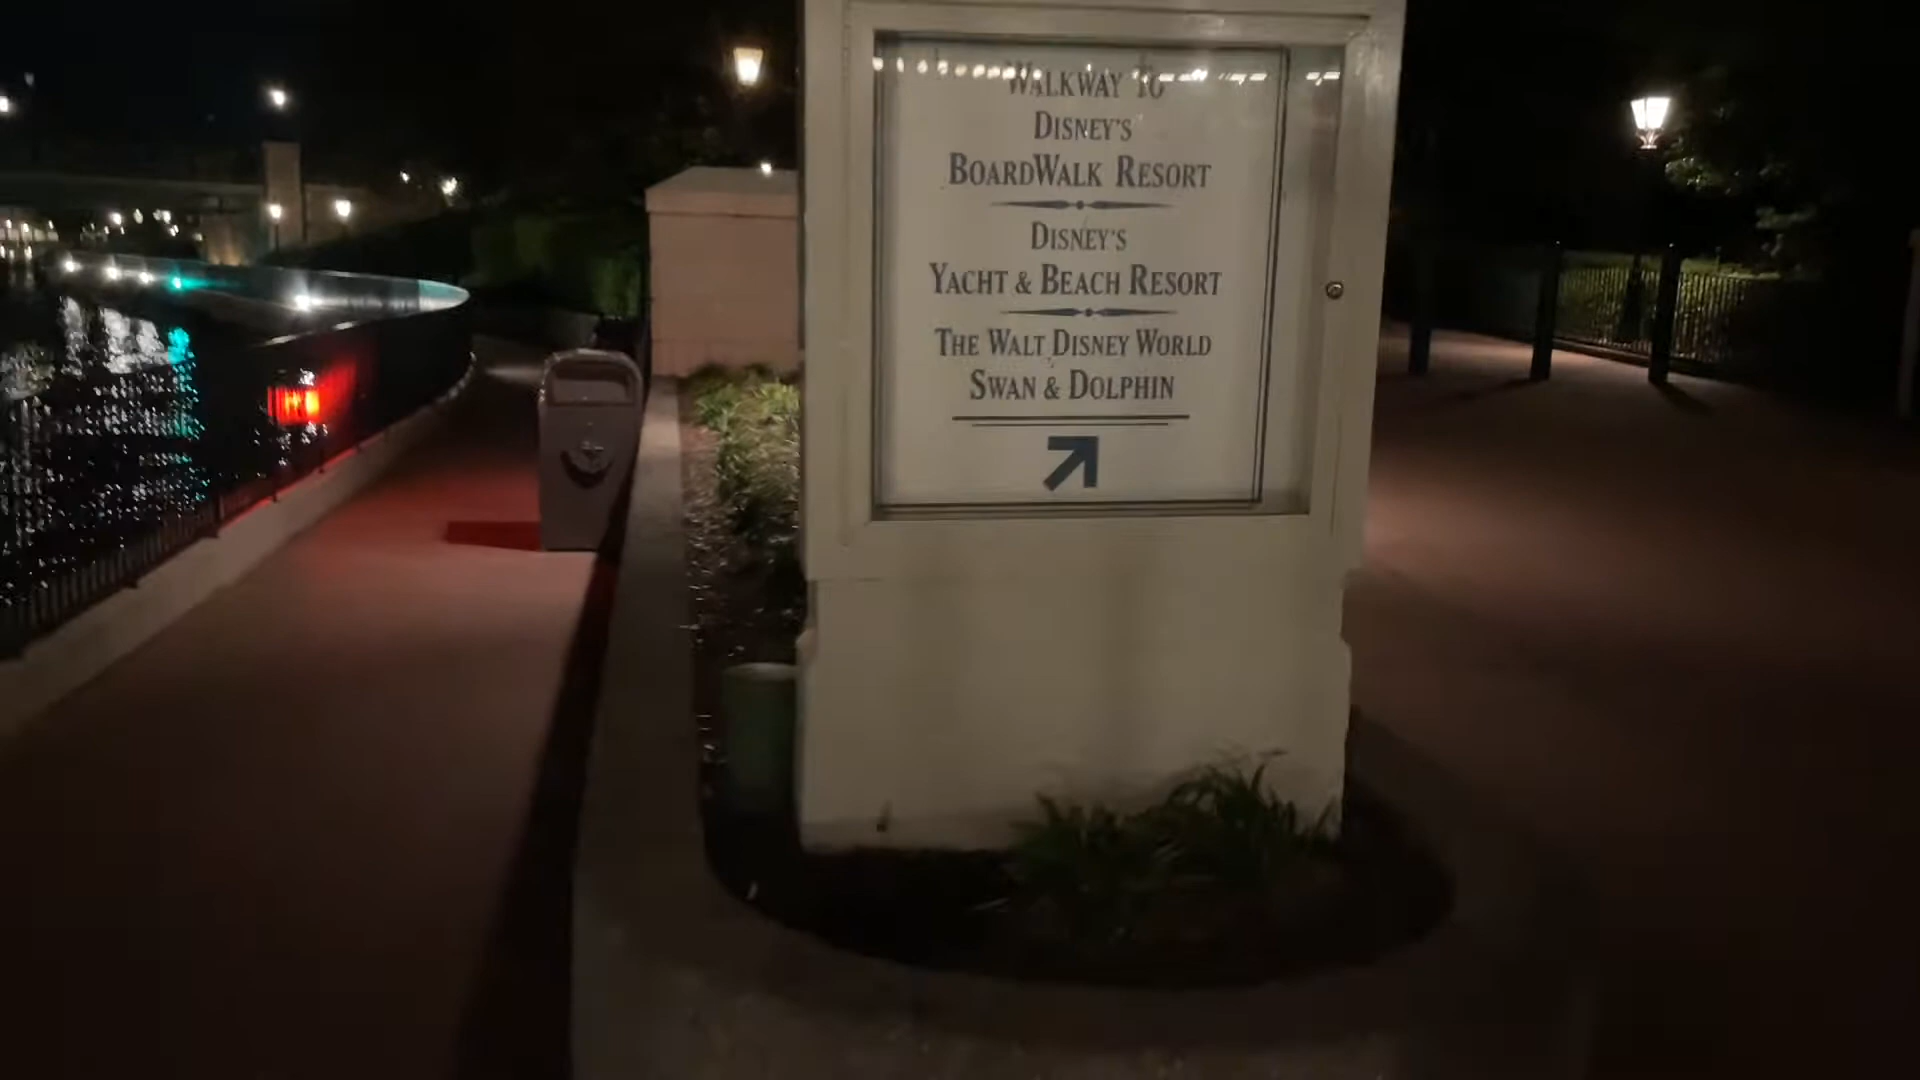 WALKWAY TO
DISNEY'S
BOARDWALK RESORT
DISNEY'S
YACHT & BEACH RESORT
THE WALT DISNEY WORLD
SWAN & DOLPHIN